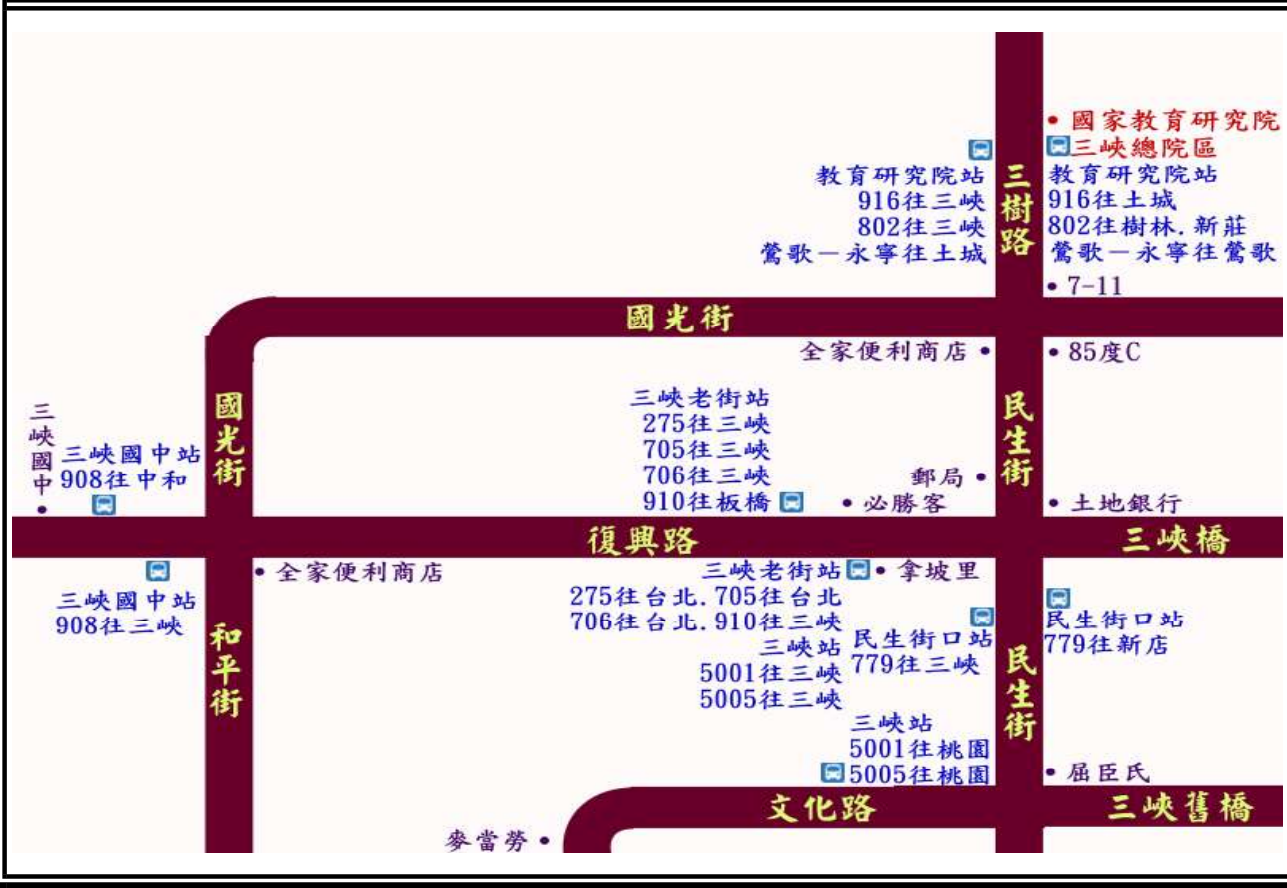 • 國家教育研究院
三峽總院區
教育研究院站
916往三峽
802往三峽
鶯歌－永寧往土城
三樹路
教育研究院站
916往土城
802往樹林.新莊
鶯歌－永寧往鶯歌
• 7-11
國光街
全家便利商店 •
• 85度C
三峽國中 •
三峽國中站
908往中和
國光街
三峽老街站
275往三峽
705往三峽
706往三峽
910往板橋
郵局 •
• 必勝客
民生街
• 土地銀行
復興路
三峽橋
三峽國中站
908往三峽
• 全家便利商店
和平街
三峽老街站
• 拿坡里
275往台北.705往台北
706往台北.910往三峽
三峽站
5001往三峽
5005往三峽
民生街口站
779往三峽
民生街口站
779往新店
民生街
三峽站
5001往桃園
5005往桃園
• 屈臣氏
文化路
三峽舊橋
麥當勞 •